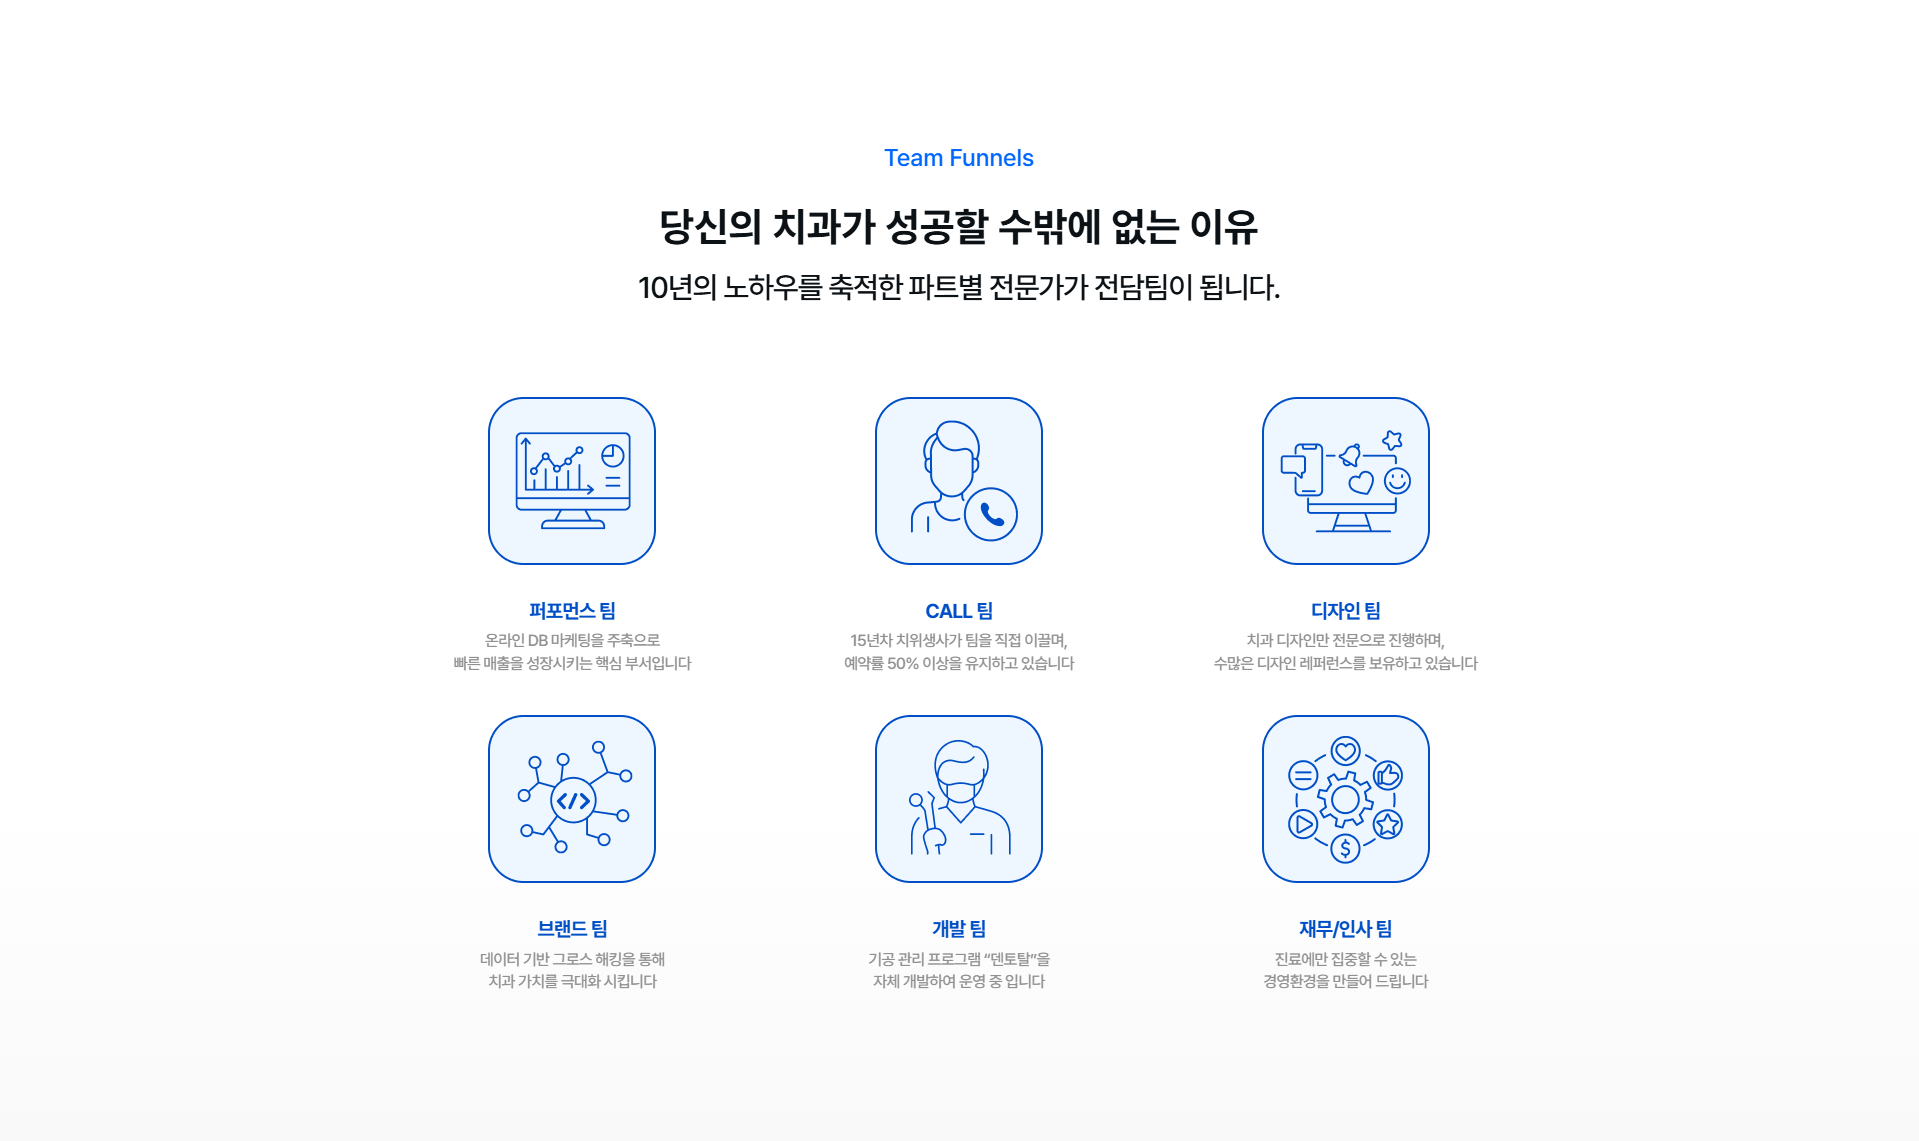 Team Funnels
당신의 치과가 성공할 수밖에 없는 이유
10년의 노하우를 축적한 파트별 전문가가 전담팀이 됩니다.
퍼포먼스 팀
온라인 DB 마케팅을 주축으로
빠른 매출을 성장시키는 핵심 부서입니다
CALL 팀
15년차 치위생사가 팀을 직접 이끌며,
예약률 50% 이상을 유지하고 있습니다
디자인 팀
치과 디자인만 전문으로 진행하며,
수많은 디자인 레퍼런스를 보유하고 있습니다
브랜드 팀
데이터 기반 그로스 해킹을 통해
치과 가치를 극대화 시킵니다
개발 팀
기공 관리 프로그램 “덴토탈”을
자체 개발하여 운영 중 입니다
재무/인사 팀
진료에만 집중할 수 있는
경영환경을 만들어 드립니다